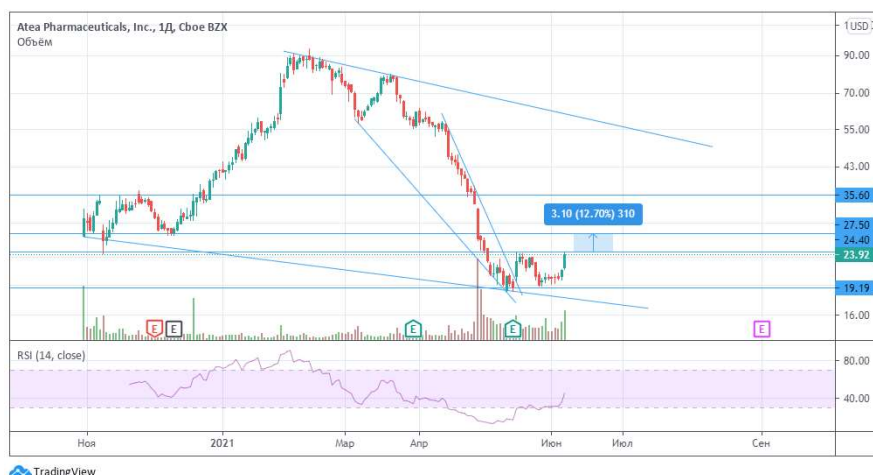 Atea Pharmaceuticals, Inc., 1Д, Cboe BZX
Объём
USD
90.00
70.00
55.00
43.00
35.60
3.10 (12.70%) 310
27.50
24.40
23.92
19.19
16.00
E E E E E
RSI (14, close)
80.00
40.00
Ноя 2021 Мар Апр Июн Июл Сен
TradingView